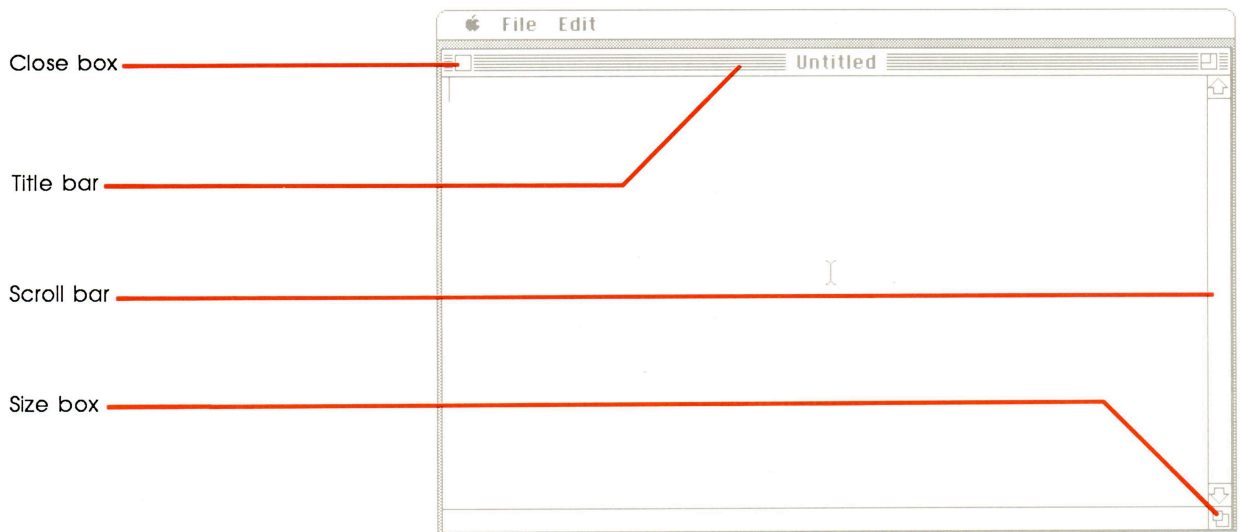 File Edit
Close box
Untitled
Title bar
Scroll bar
Size box